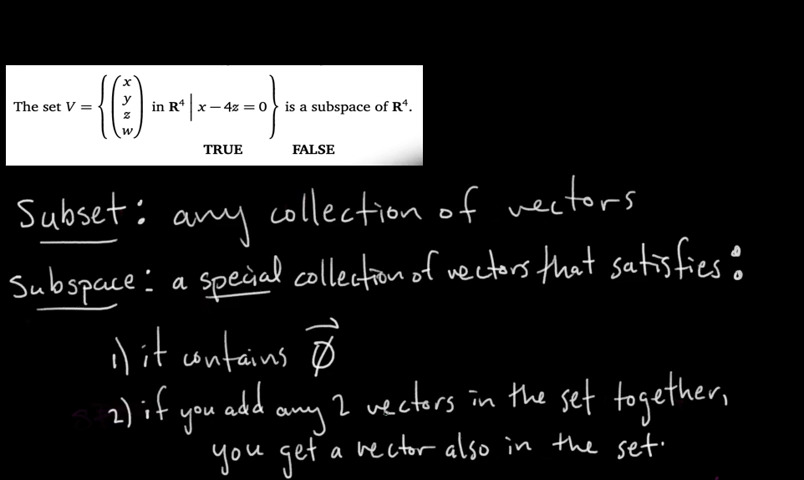 The set V = { (x y z w) in R⁴ | x − 4z = 0 } is a subspace of R⁴.
TRUE FALSE
Subset: any collection of vectors
Subspace: a special collection of vectors that satisfies:
1) it contains 0⃗
2) if you add any 2 vectors in the set together,
you get a vector also in the set.